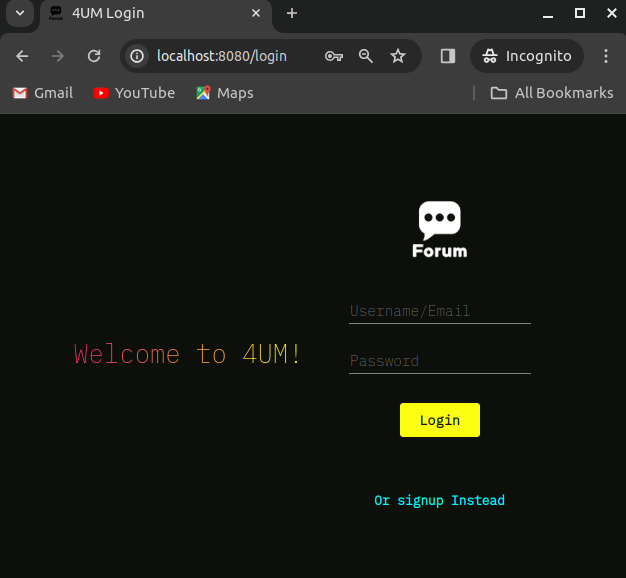 4UM Login
localhost:8080/login
Incognito
Gmail
YouTube
Maps
All Bookmarks
Forum
Username/Email
Welcome to 4UM!
Password
Login
Or signup Instead